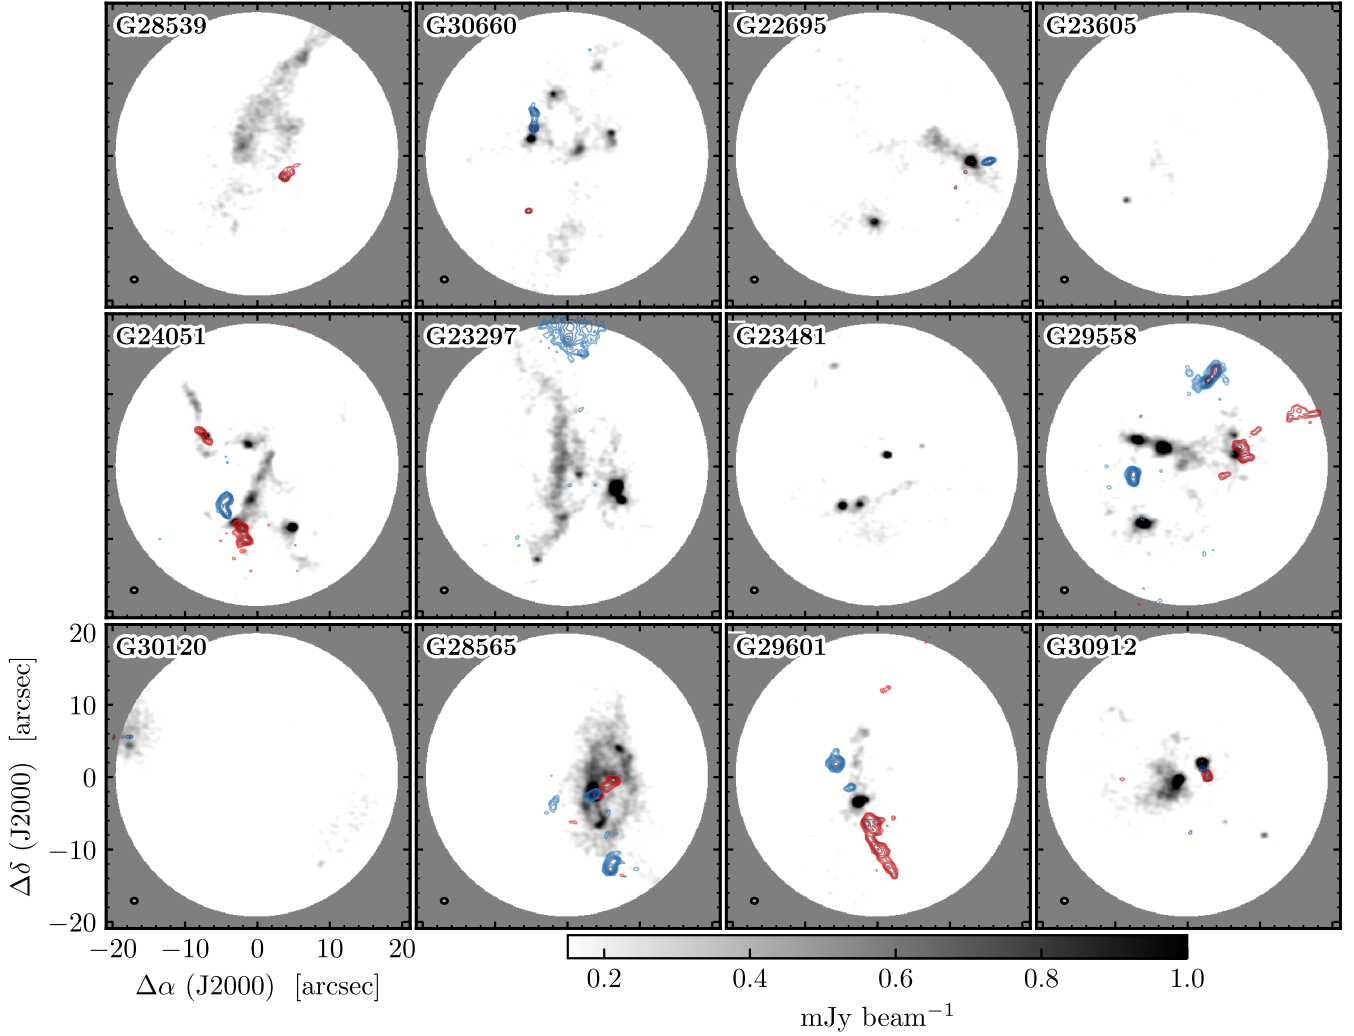 G28539 G30660 G22695 G23605
G24051 G23297 G23481 G29558
G30120 G28565 G29601 G30912
20
10
0
−10
−20
Δδ (J2000) [arcsec]
−20 −10 0 10 20
Δα (J2000) [arcsec]
0.2 0.4 0.6 0.8 1.0
mJy beam⁻¹